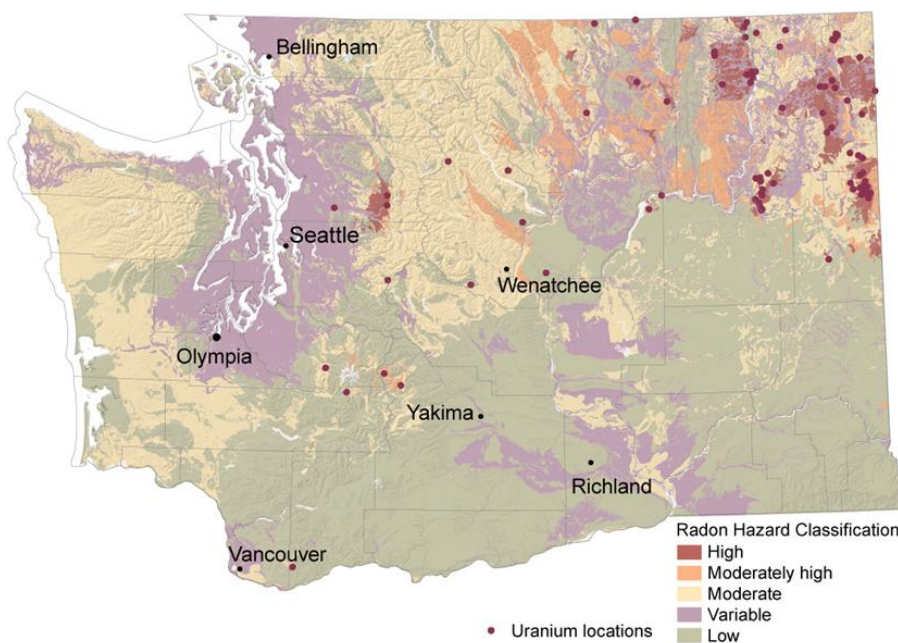 Bellingham
Seattle
Wenatchee
Olympia
Yakima
Richland
Vancouver
Radon Hazard Classification
High
Moderately high
Moderate
Variable
Low
Uranium locations